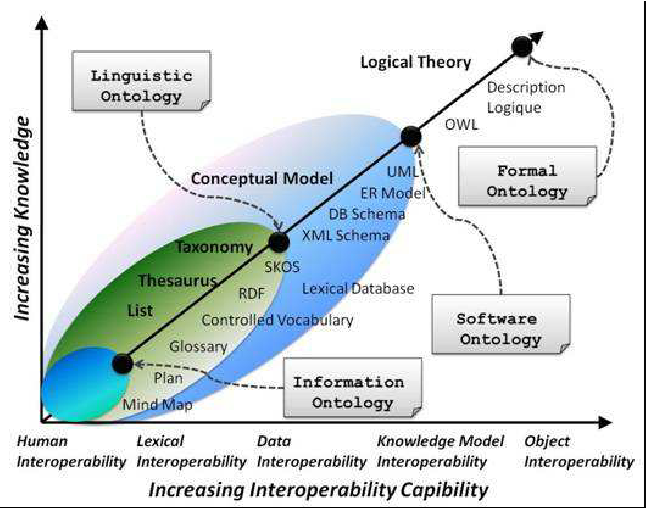 Linguistic
Ontology
Logical Theory
Description
Logique
OWL
Formal
Ontology
Conceptual Model
UML
ER Model
DB Schema
XML Schema
Taxonomy
SKOS
Thesaurus
RDF
Lexical Database
List
Controlled Vocabulary
Software
Ontology
Glossary
Plan
Information
Ontology
Mind Map
Increasing Knowledge
Human
Interoperability
Lexical
Interoperability
Data
Interoperability
Knowledge Model
Interoperability
Object
Interoperability
Increasing Interoperability Capibility